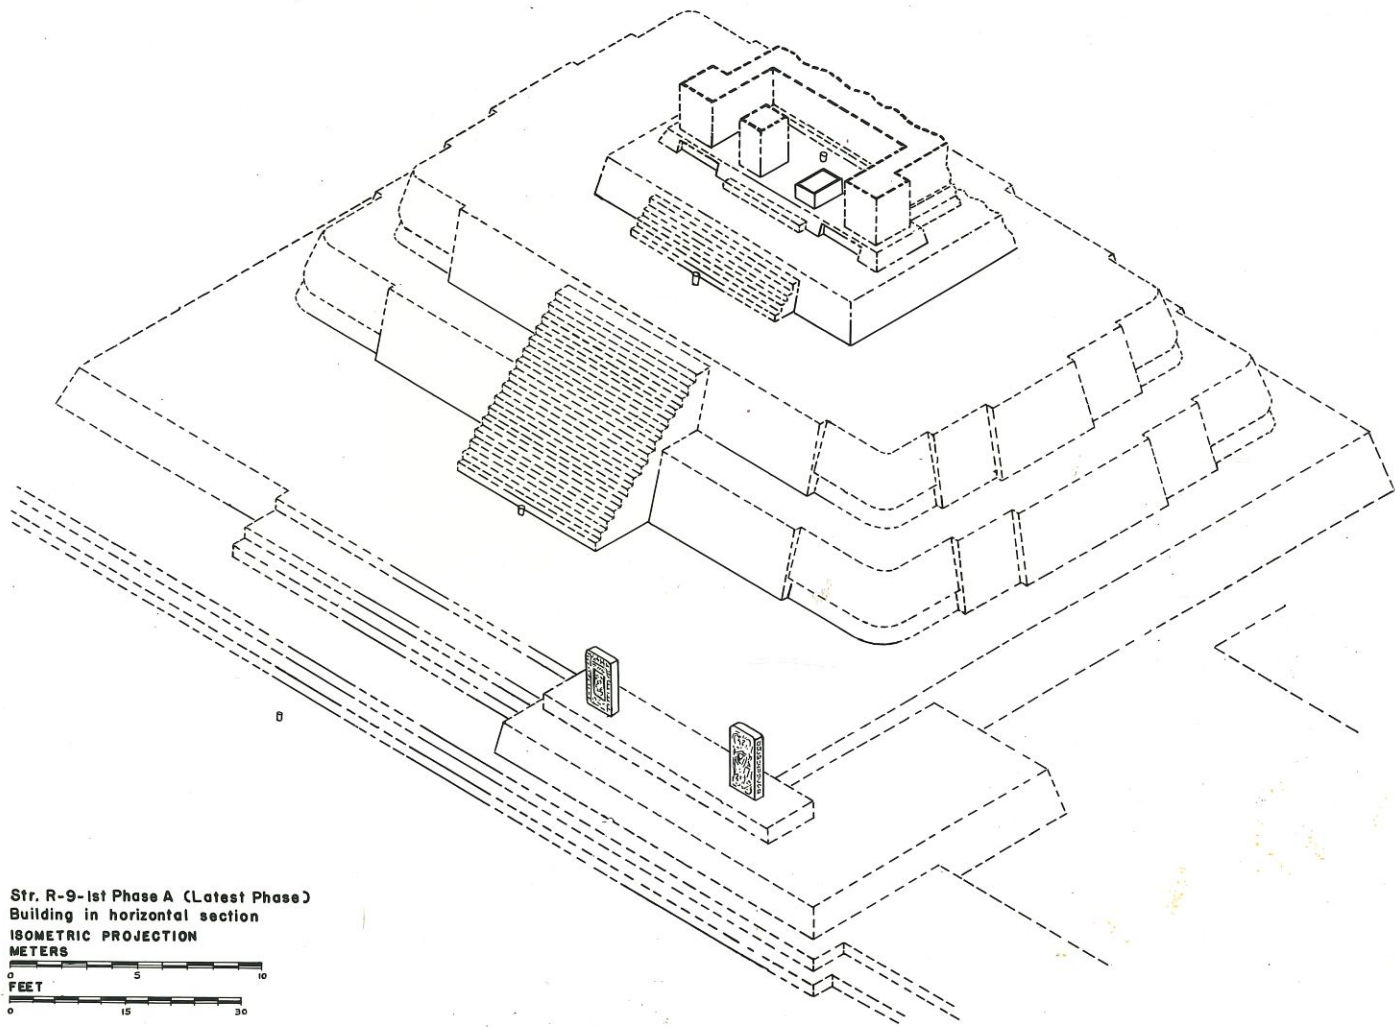 Str. R-9-1st Phase A (Latest Phase)
Building in horizontal section
ISOMETRIC PROJECTION
METERS
0 5 10
FEET
0 15 30